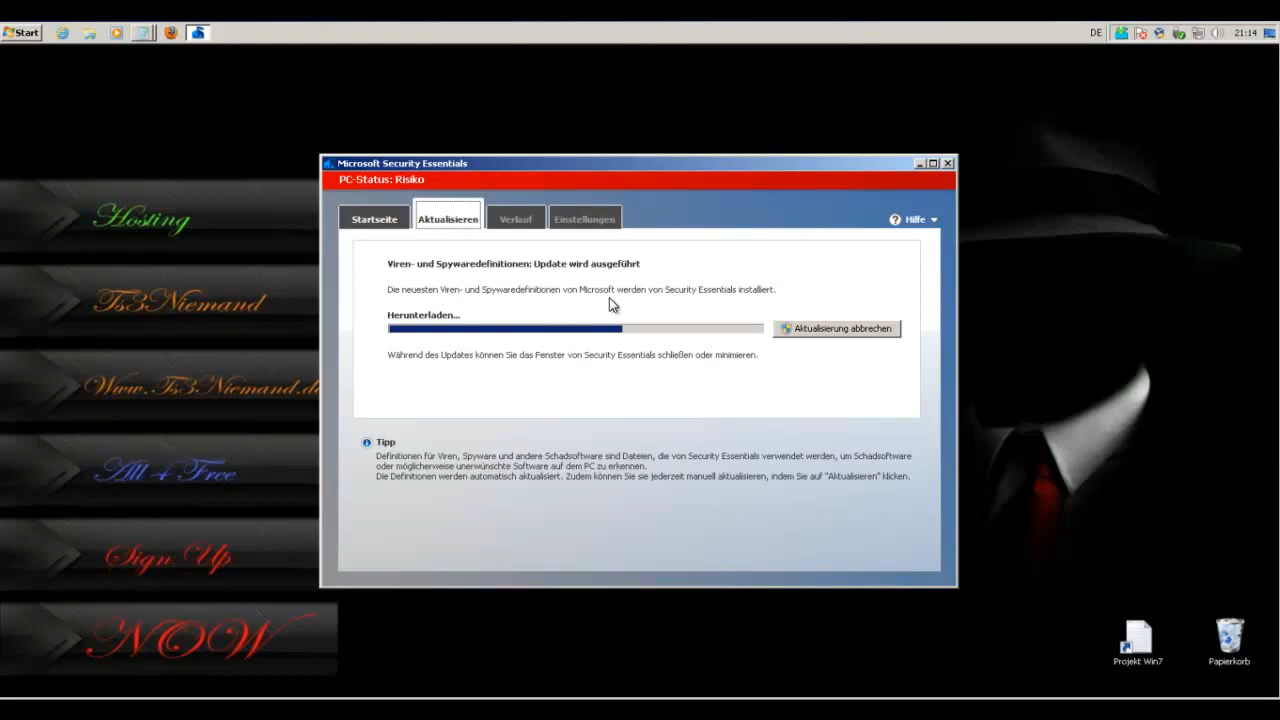 Start
DE
21:14
Microsoft Security Essentials
PC-Status: Risiko
Startseite
Aktualisieren
Verlauf
Einstellungen
Hilfe
Viren- und Spywaredefinitionen: Update wird ausgeführt
Die neuesten Viren- und Spywaredefinitionen von Microsoft werden von Security Essentials installiert.
Herunterladen...
Aktualisierung abbrechen
Während des Updates können Sie das Fenster von Security Essentials schließen oder minimieren.
Tipp
Definitionen für Viren, Spyware und andere Schadsoftware sind Dateien, die von Security Essentials verwendet werden, um Schadsoftware
oder möglicherweise unerwünschte Software auf dem PC zu erkennen.
Die Definitionen werden automatisch aktualisiert. Zudem können Sie sie jederzeit manuell aktualisieren, indem Sie auf "Aktualisieren" klicken.
Hosting
Ts3Niemand
Www.Ts3Niemand.de
All 4 Free
Sign Up
NOW
Projekt Win7
Papierkorb